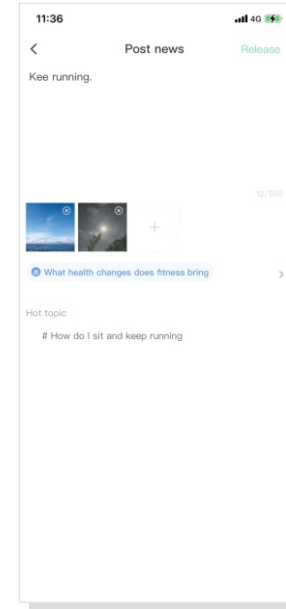 11:36
4G
Post news
Release
Kee running.
12/500
What health changes does fitness bring
Hot topic
# How do I sit and keep running